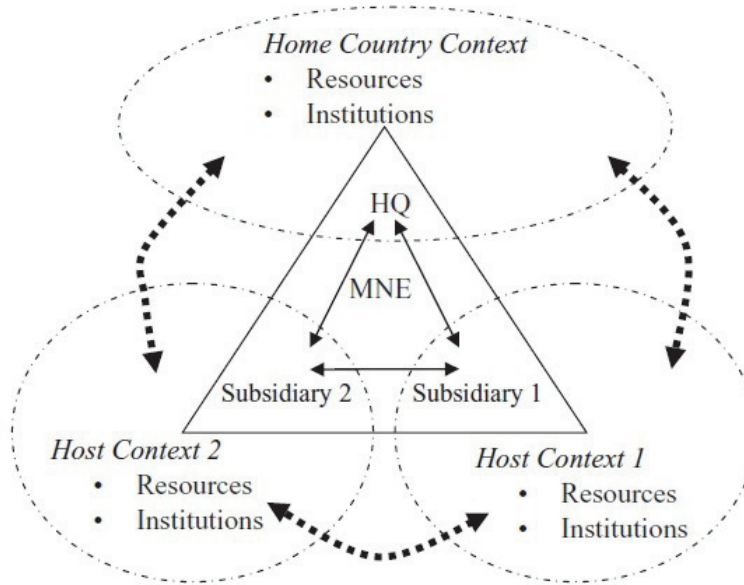 Home Country Context
• Resources
• Institutions
HQ
MNE
Subsidiary 2
Subsidiary 1
Host Context 2
• Resources
• Institutions
Host Context 1
• Resources
• Institutions